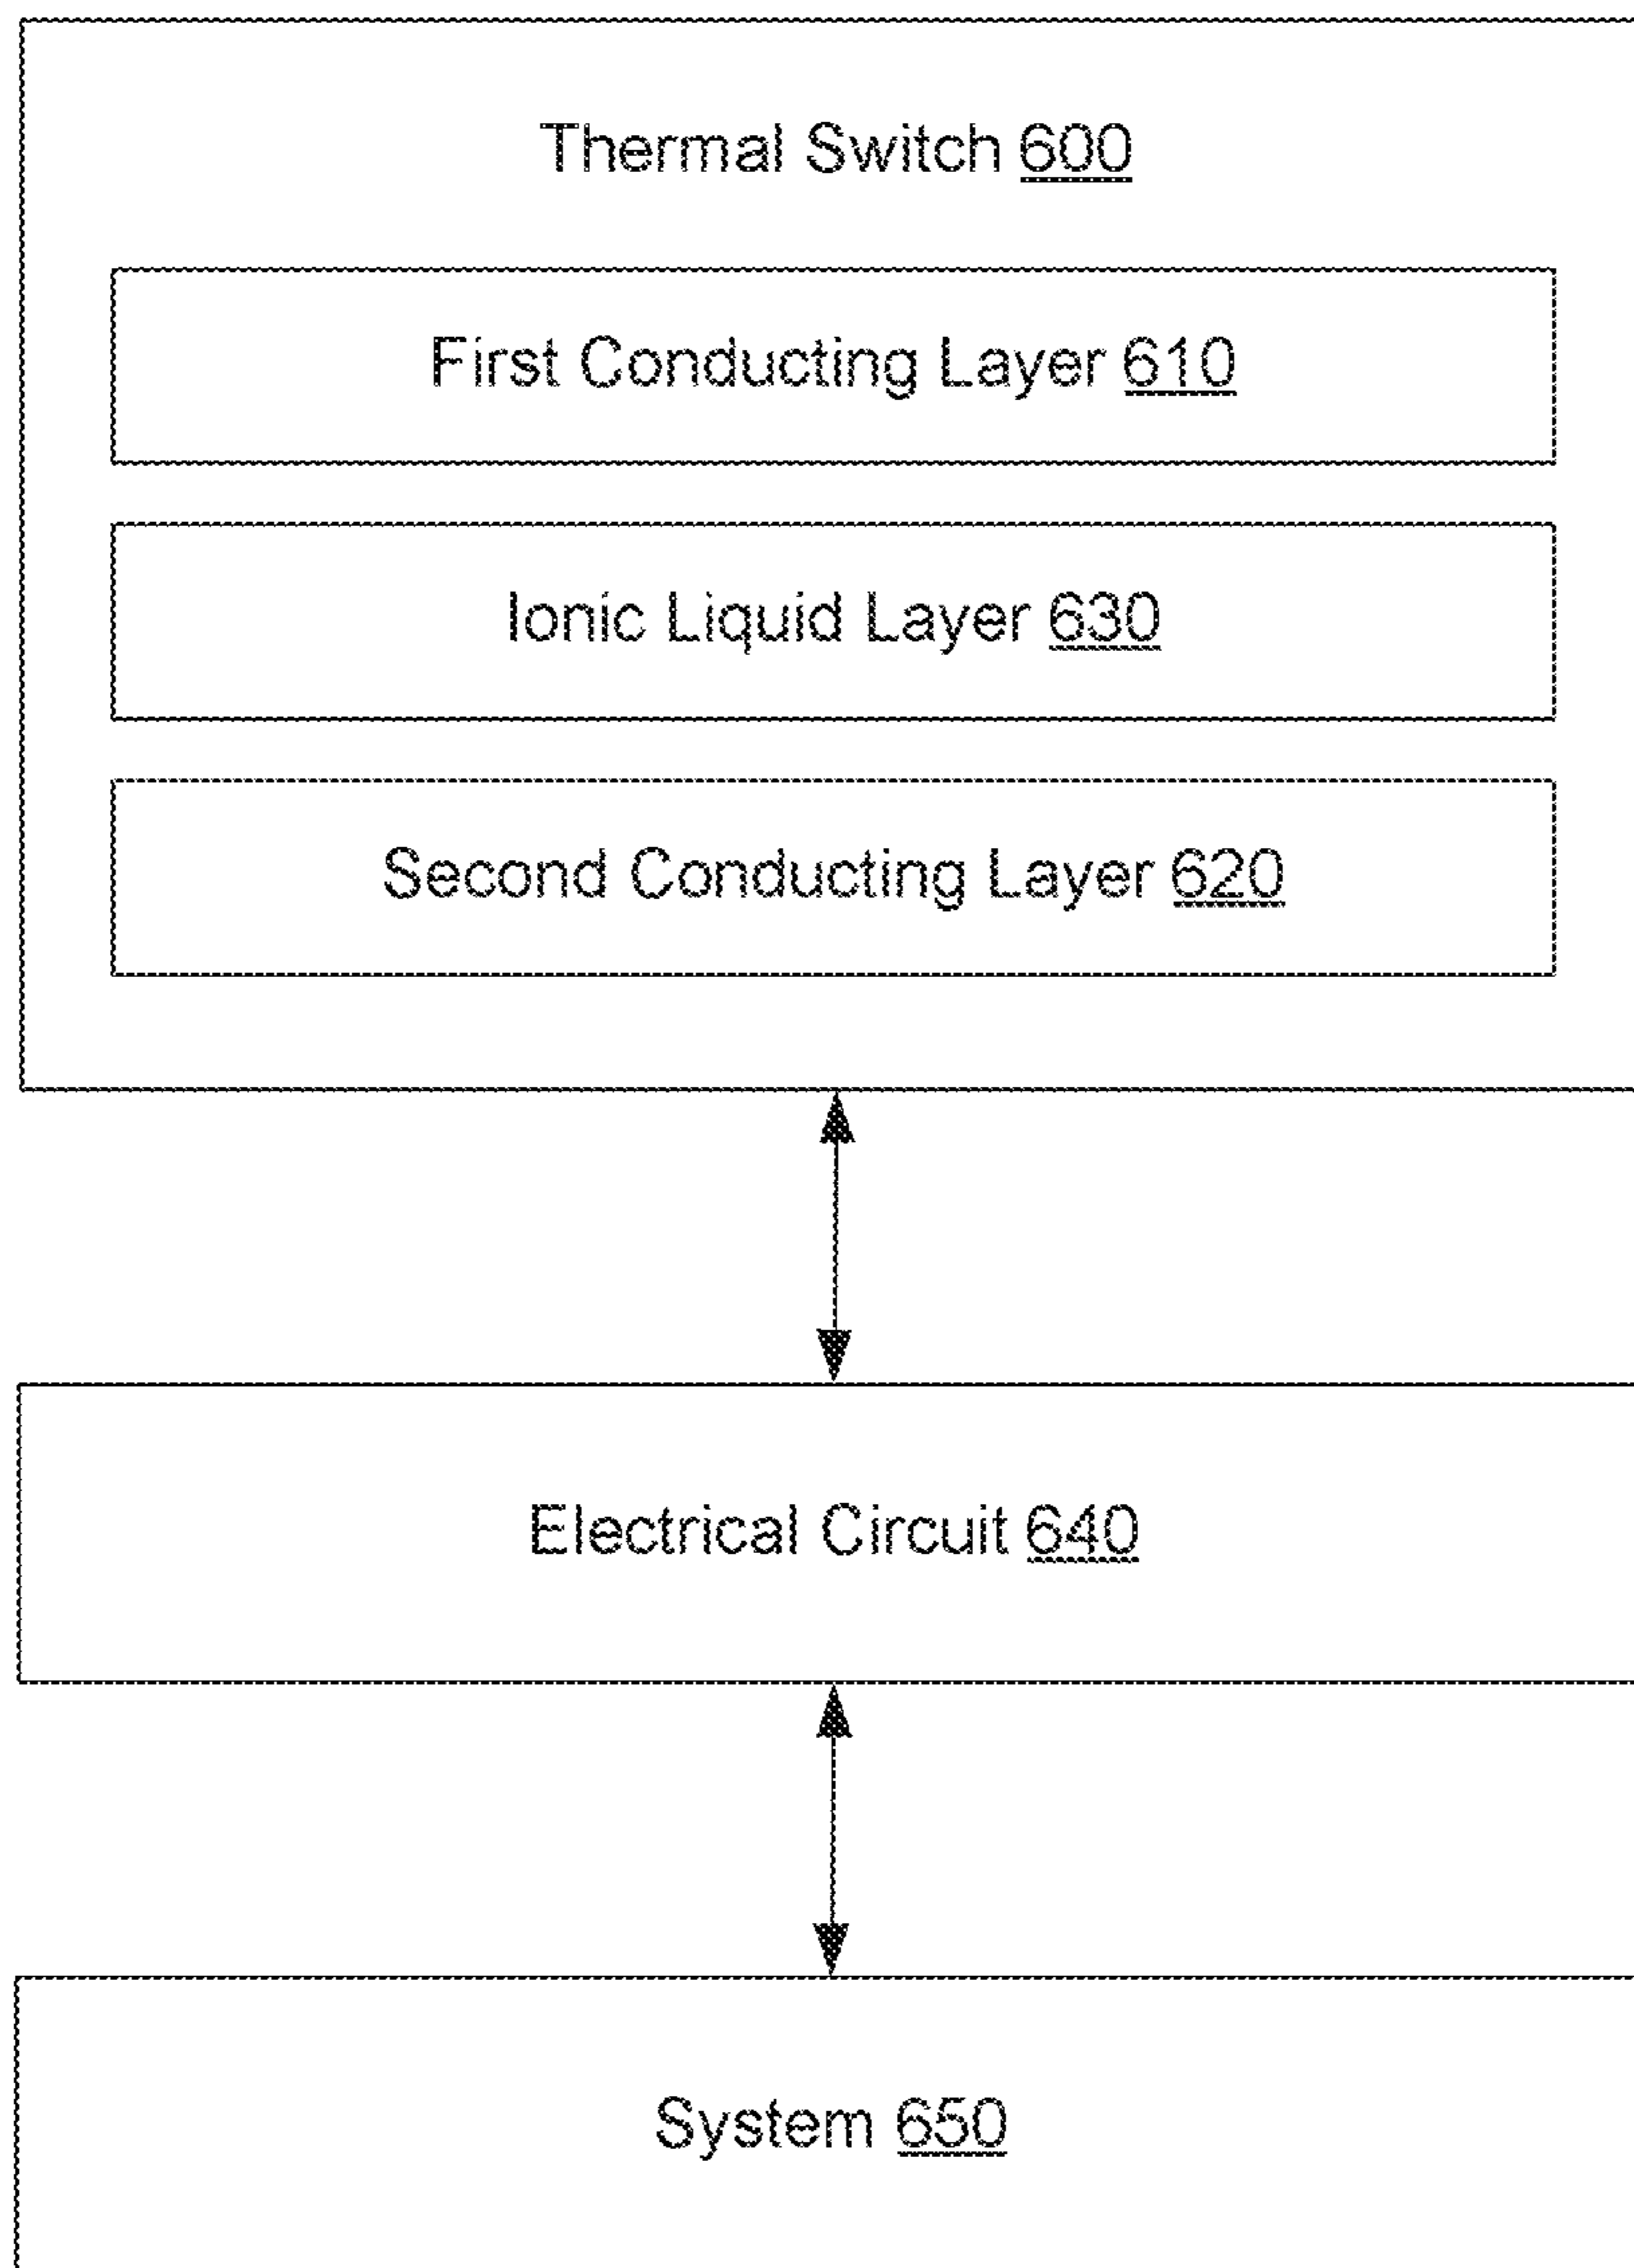 Thermal Switch 600
First Conducting Layer 610
Ionic Liquid Layer 630
Second Conducting Layer 620
Electrical Circuit 640
System 650